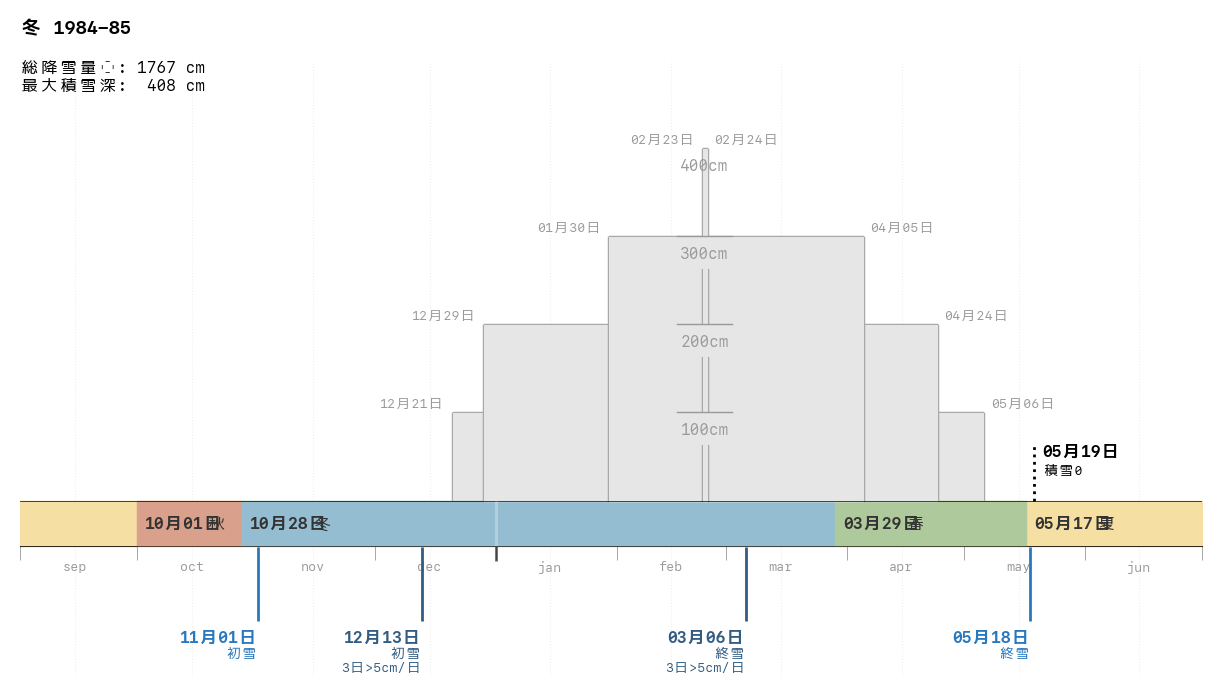 冬 1984–85
総降雪量: 1767 cm
最大積雪深: 408 cm
02月23日 02月24日
400cm
01月30日 04月05日
300cm
12月29日 04月24日
200cm
12月21日 05月06日
100cm
05月19日
積雪0
10月01日秋 10月28日冬 03月29日春 05月17日夏
sep oct nov dec jan feb mar apr may jun
11月01日 12月13日 03月06日 05月18日
初雪 初雪 終雪 終雪
3日>5cm/日 3日>5cm/日